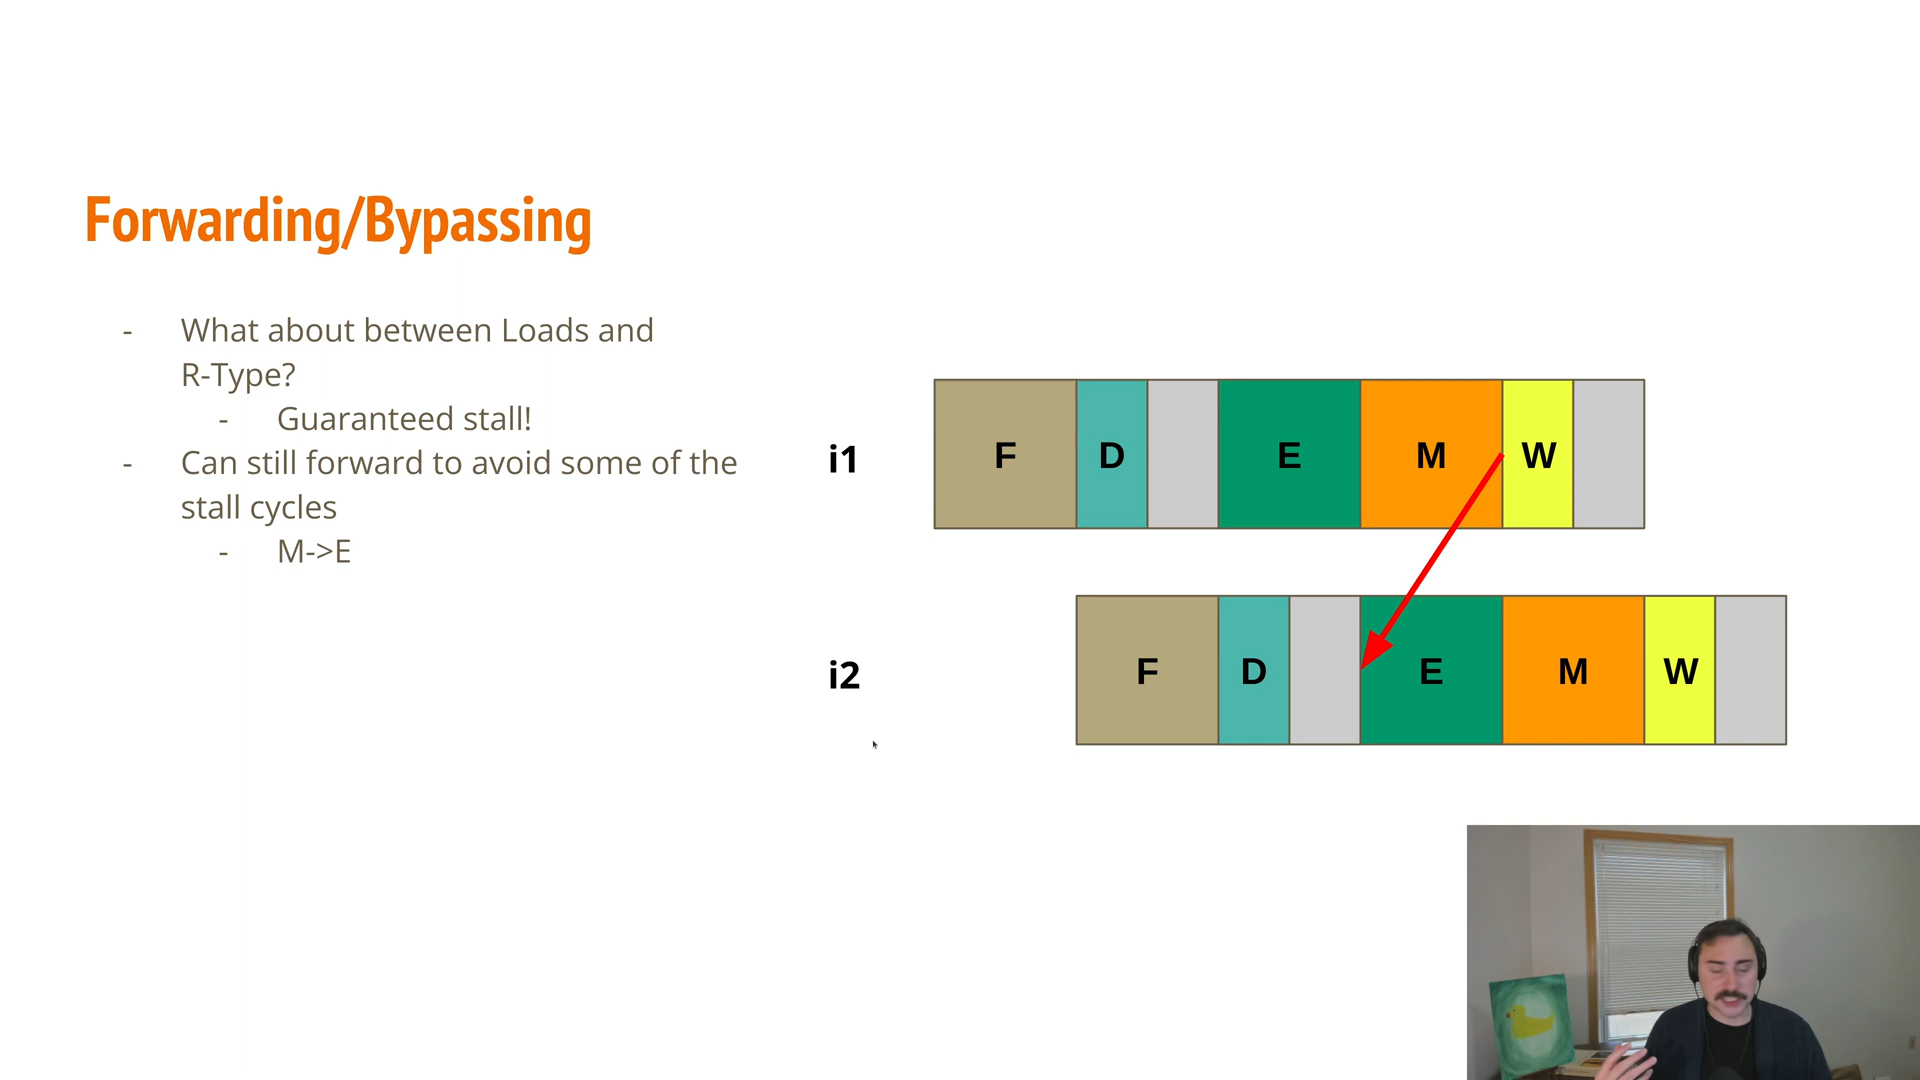 Forwarding/Bypassing
- What about between Loads and
R-Type?
- Guaranteed stall!
- Can still forward to avoid some of the
stall cycles
- M->E
i1 F D E M W
i2 F D E M W